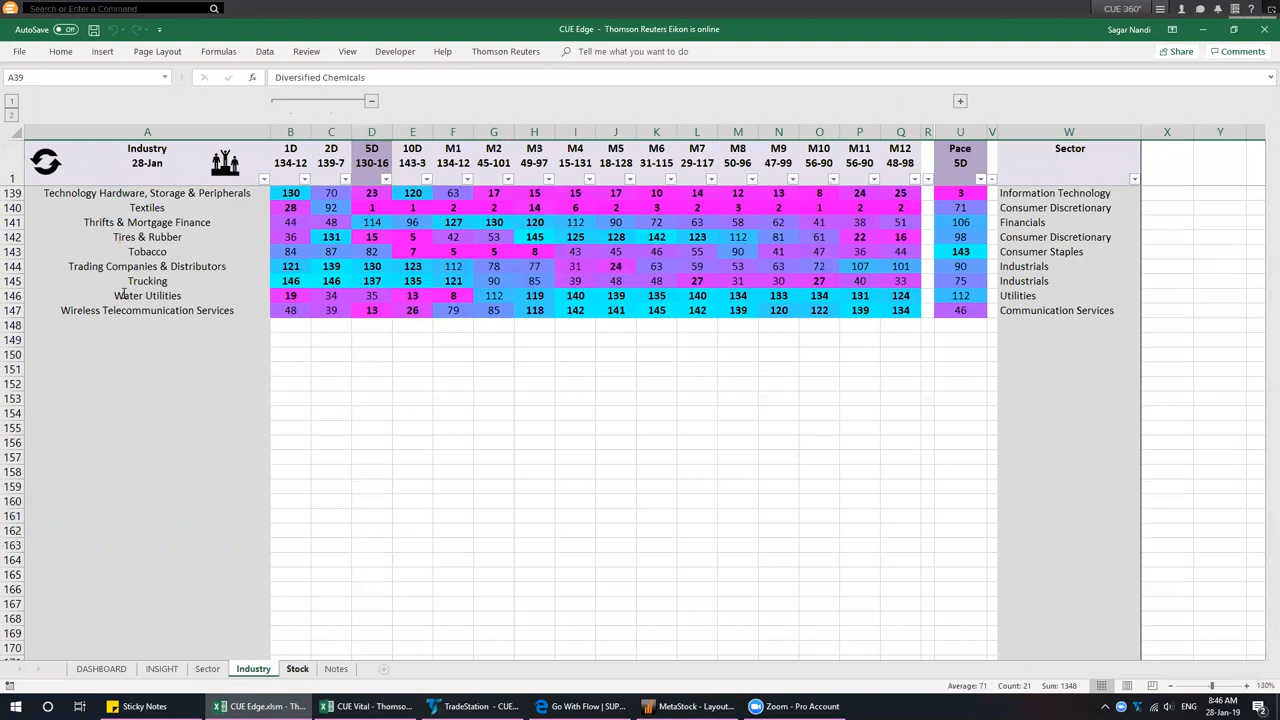 Search or Enter Command
CUE 360°
AutoSave Off
CUE Edge - Thomson Reuters Eikon is online
Sagar Nandi
File Home Insert Page Layout Formulas Data Review View Developer Help Thomson Reuters Tell me what you want to do Share Comments
A39 Diversified Chemicals
1
2
A B C D E F G H I J K L M N O P Q R U V W X Y
Industry 1D 2D 5D 10D M1 M2 M3 M4 M5 M6 M7 M8 M9 M10 M11 M12 Pace Sector
28-Jan 134-12 139-7 130-16 143-3 134-12 45-101 49-97 15-131 18-128 31-115 29-117 50-96 47-99 56-90 56-90 48-98 5D
1
139 Technology Hardware, Storage & Peripherals 130 70 23 120 63 17 15 15 17 10 14 12 13 8 24 25 3 Information Technology
140 Textiles 28 92 1 1 2 2 14 6 2 3 2 3 2 1 2 2 71 Consumer Discretionary
141 Thrifts & Mortgage Finance 44 48 114 96 127 130 120 112 90 72 63 58 62 41 38 51 106 Financials
142 Tires & Rubber 36 131 15 5 42 53 145 125 128 142 123 112 81 61 22 16 98 Consumer Discretionary
143 Tobacco 84 87 82 7 5 5 8 43 45 46 55 90 41 47 36 44 143 Consumer Staples
144 Trading Companies & Distributors 121 139 130 123 112 78 77 31 24 63 59 53 63 72 107 101 90 Industrials
145 Trucking 146 146 137 135 121 90 85 39 48 48 27 31 30 27 40 33 75 Industrials
146 Water Utilities 19 34 35 13 8 112 119 140 139 135 140 134 134 134 131 124 112 Utilities
147 Wireless Telecommunication Services 48 39 13 26 79 85 118 142 141 145 142 139 120 122 139 134 46 Communication Services
148
149
150
151
152
153
154
155
156
157
158
159
160
161
162
163
164
165
166
167
168
169
170
DASHBOARD INSIGHT Sector Industry Stock Notes
Average: 71 Count: 21 Sum: 1348 130%
Sticky Notes CUE Edge.xlsm - Th... CUE Vital - Thomso... TradeStation - CUE... Go With Flow | SUP... MetaStock - Layout... Zoom - Pro Account 8:46 AM
28-Jan-19